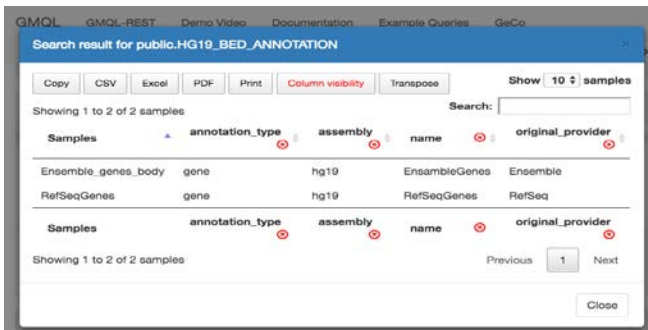 GMQL GMQL-REST Demo Video Documentation Example Queries GeCo
Search result for public.HG19_BED_ANNOTATION
Copy CSV Excel PDF Print Column visibility Transpose Show 10 samples
Showing 1 to 2 of 2 samples Search:
Samples annotation_type assembly name original_provider
Ensemble_genes_body gene hg19 EnsambleGenes Ensemble
RefSeqGenes gene hg19 RefSeqGenes RefSeq
Samples annotation_type assembly name original_provider
Showing 1 to 2 of 2 samples Previous 1 Next
Close